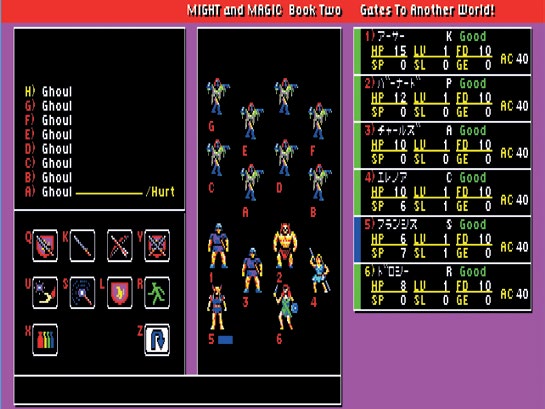 MIGHT and MAGIC Book Two Gates To Another World!
H) Ghoul
G) Ghoul
F) Ghoul
E) Ghoul
D) Ghoul
C) Ghoul
B) Ghoul
A) Ghoul /Hurt
Q K Y
U S L R
X Z
G E D F
C A B
1 3 2 4
5 6
1) アーサー K Good
HP 15 LV 1 FD 10
SP 0 SL 0 GE 0 AC 40
2) バーナード P Good
HP 12 LV 1 FD 10
SP 0 SL 0 GE 0 AC 40
3) チャールズ A Good
HP 10 LV 1 FD 10
SP 0 SL 0 GE 0 AC 40
4) エレノア C Good
HP 10 LV 1 FD 10
SP 6 SL 1 GE 0 AC 40
5) フランシス S Good
HP 6 LV 1 FD 10
SP 7 SL 1 GE 0 AC 40
6) ドロシー R Good
HP 8 LV 1 FD 10
SP 0 SL 0 GE 0 AC 40